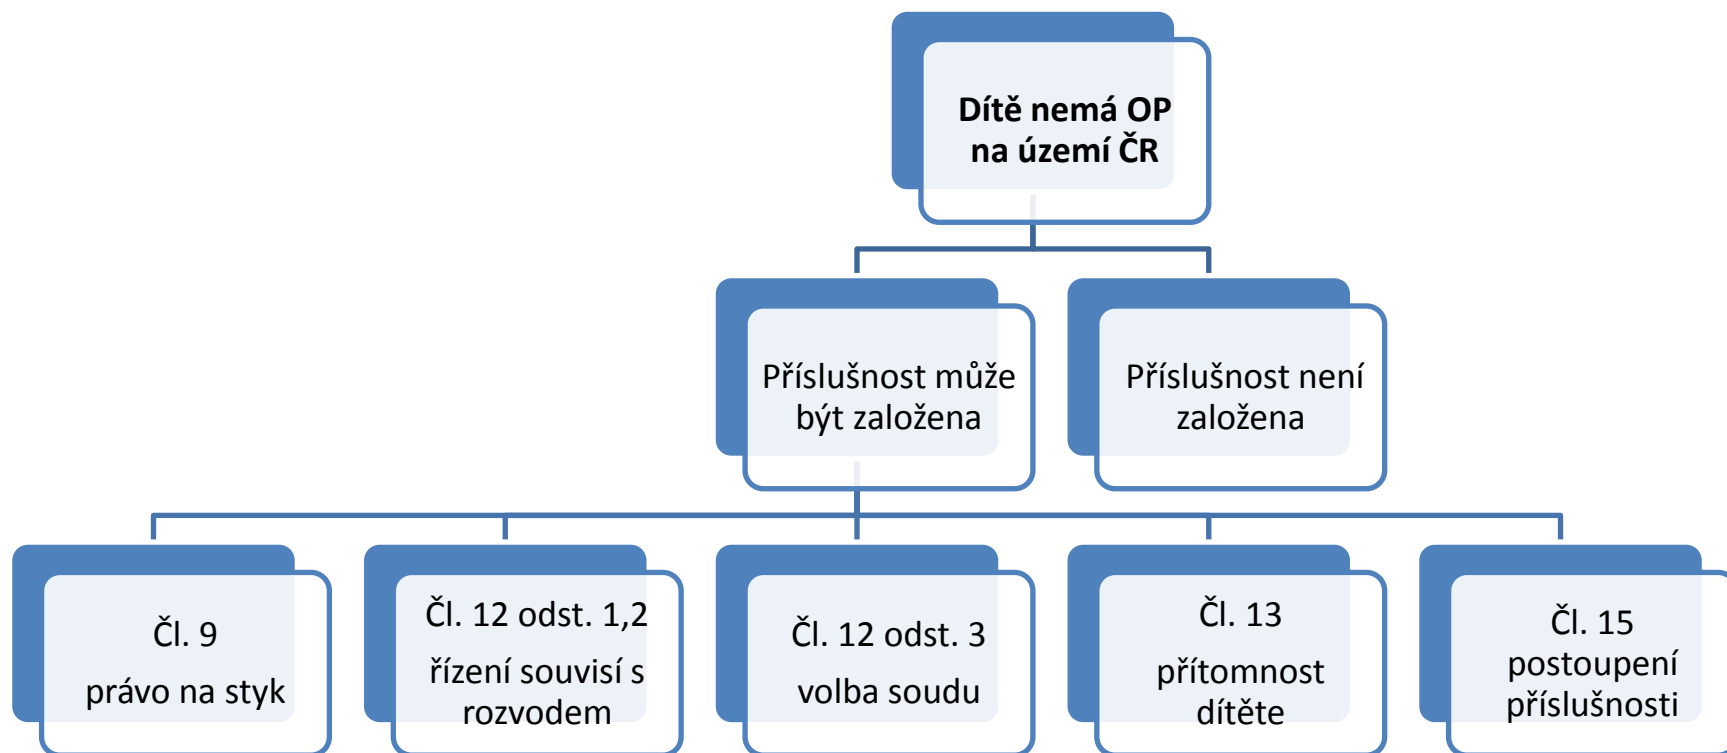 Dítě nemá OP
na území ČR
Příslušnost může
být založena
Příslušnost není
založena
Čl. 9
právo na styk
Čl. 12 odst. 1,2
řízení souvisí s
rozvodem
Čl. 12 odst. 3
volba soudu
Čl. 13
přítomnost
dítěte
Čl. 15
postoupení
příslušnosti